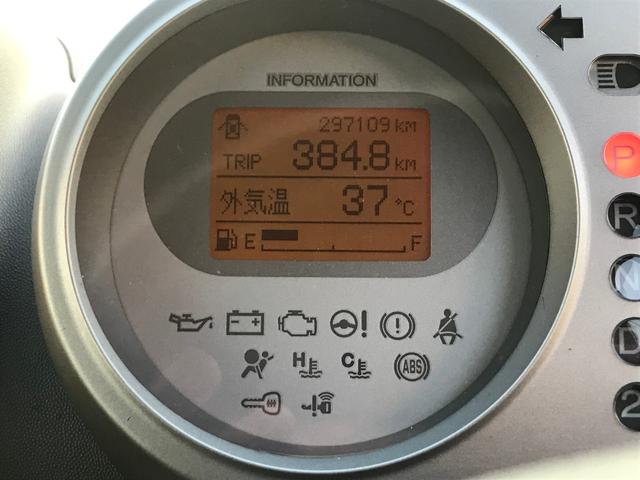 INFORMATION
297109 KM
TRIP 384.8 KM
外気温 37 °C
E F
H C ABS
P
R
N
D
2